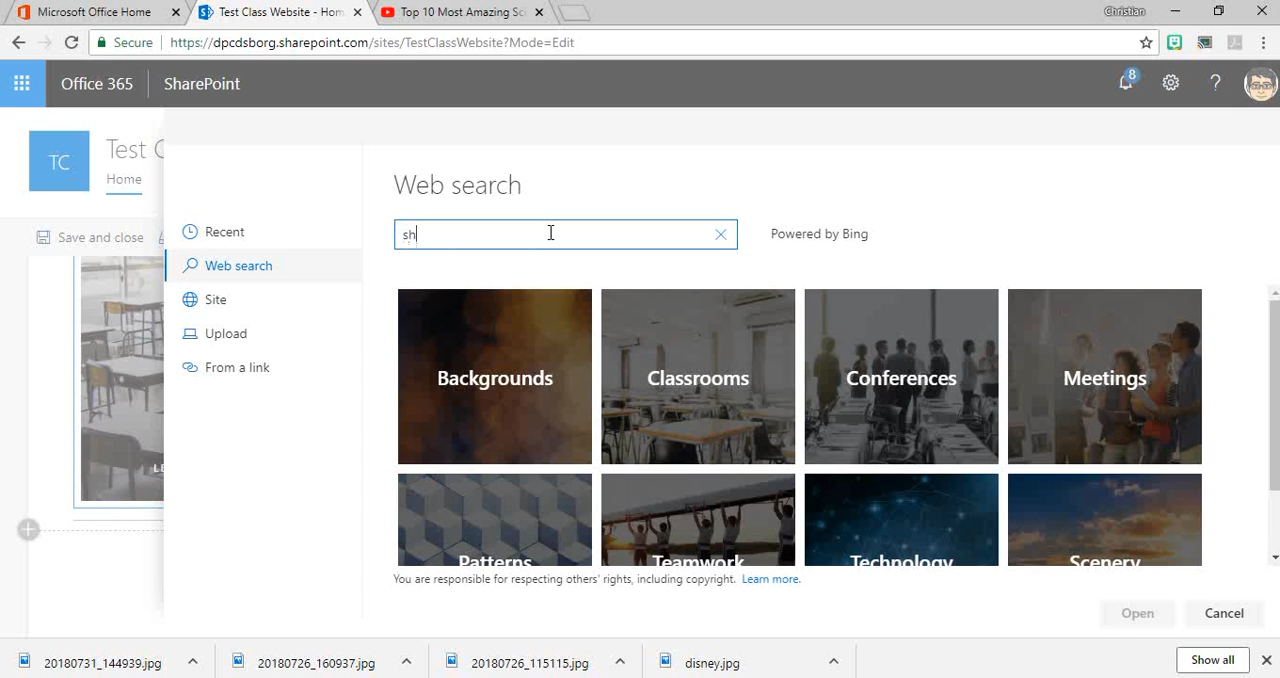 Microsoft Office Home
Test Class Website - Hom
Top 10 Most Amazing Sci
Christian
Secure
https://dpcdsborg.sharepoint.com/sites/TestClassWebsite?Mode=Edit
Office 365
SharePoint
8
TC
Test C
Home
Save and close
LE
Recent
Web search
Site
Upload
From a link
Web search
sh
Powered by Bing
Backgrounds
Classrooms
Conferences
Meetings
Patterns
Teamwork
Technology
Scenery
You are responsible for respecting others' rights, including copyright. Learn more.
Open
Cancel
20180731_144939.jpg
20180726_160937.jpg
20180726_115115.jpg
disney.jpg
Show all